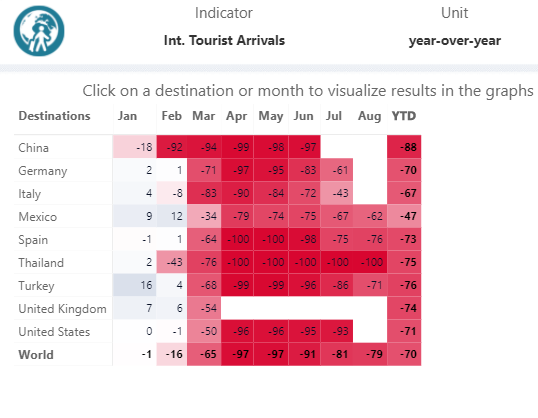 Indicator Unit
Int. Tourist Arrivals year-over-year
Click on a destination or month to visualize results in the graphs
Destinations Jan Feb Mar Apr May Jun Jul Aug YTD
China -18 -92 -94 -99 -98 -97 -88
Germany 2 1 -71 -97 -95 -83 -61 -70
Italy 4 -8 -83 -90 -84 -72 -43 -67
Mexico 9 12 -34 -79 -74 -75 -67 -62 -47
Spain -1 1 -64 -100 -100 -98 -75 -76 -73
Thailand 2 -43 -76 -100 -100 -100 -100 -100 -75
Turkey 16 4 -68 -99 -99 -96 -86 -71 -76
United Kingdom 7 6 -54 -74
United States 0 -1 -50 -96 -96 -95 -93 -71
World -1 -16 -65 -97 -97 -91 -81 -79 -70